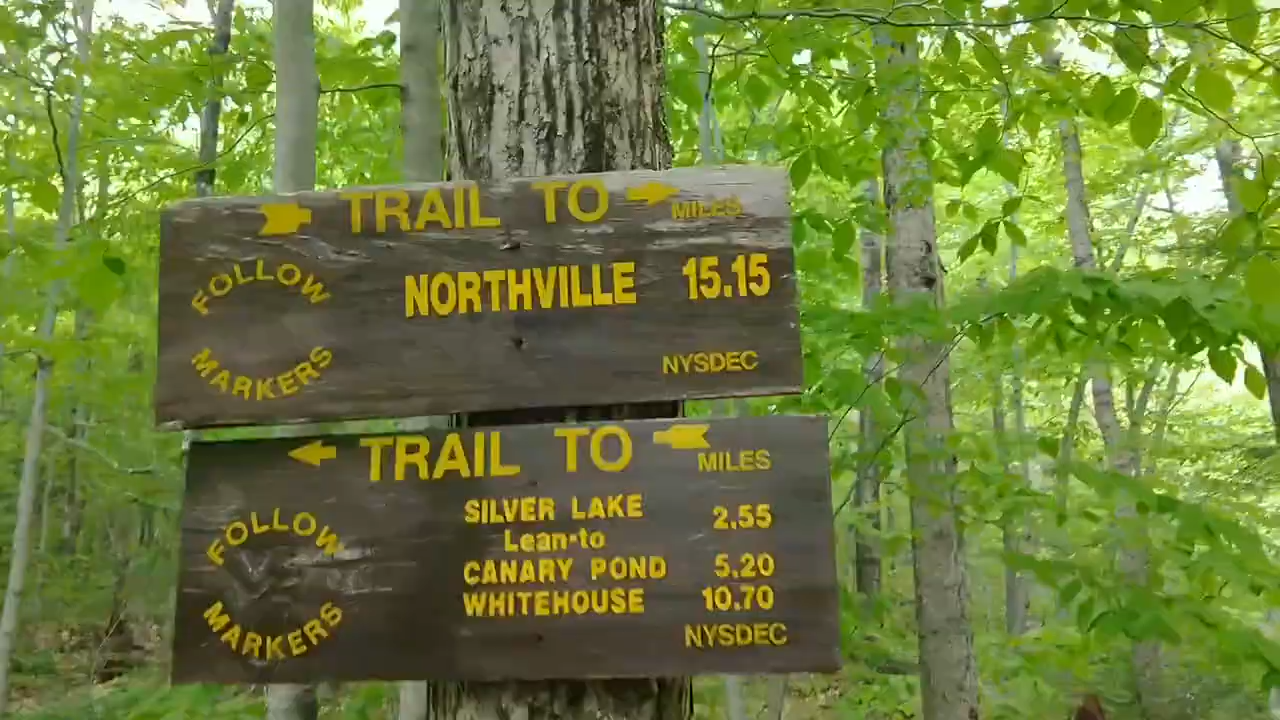 TRAIL TO
MILES
FOLLOW
MARKERS
NORTHVILLE 15.15
NYSDEC
TRAIL TO
MILES
FOLLOW
MARKERS
SILVER LAKE 2.55
Lean-to
CANARY POND 5.20
WHITEHOUSE 10.70
NYSDEC